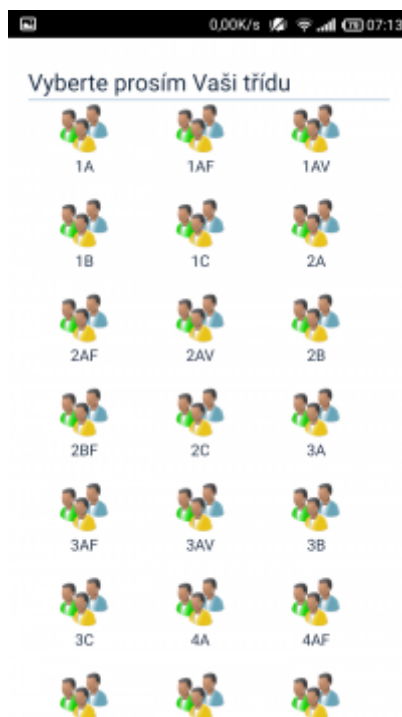 0,00K/s 75 07:13
Vyberte prosím Vaši třídu
1A 1AF 1AV
1B 1C 2A
2AF 2AV 2B
2BF 2C 3A
3AF 3AV 3B
3C 4A 4AF